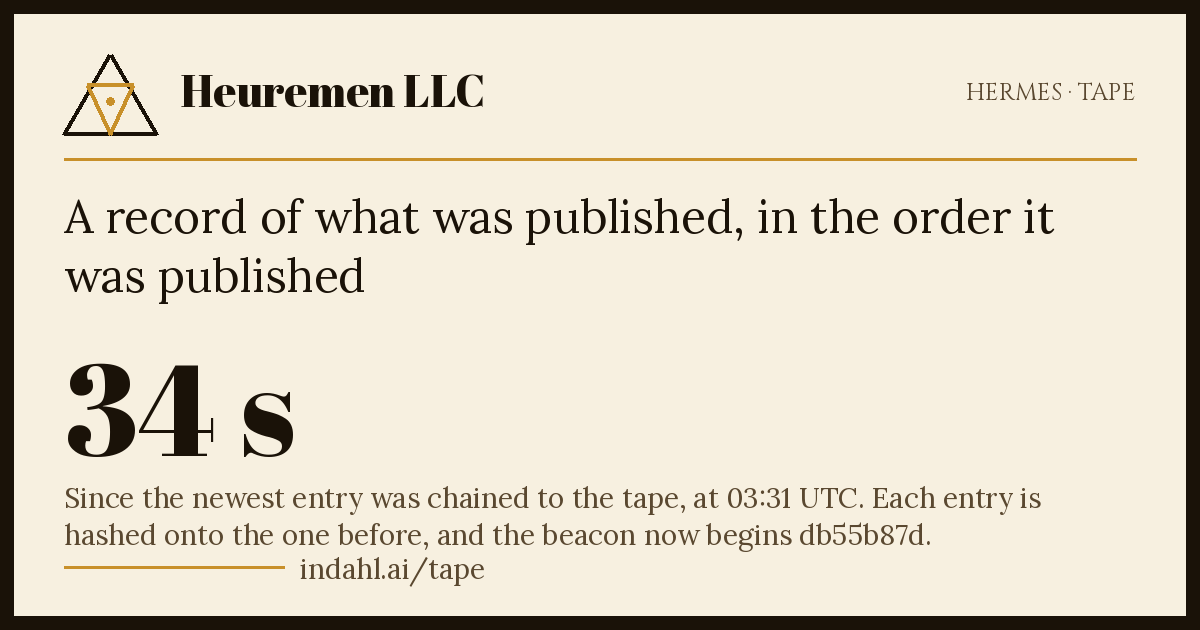 Heuremen LLC
HERMES · TAPE
A record of what was published, in the order it
was published
34 s
Since the newest entry was chained to the tape, at 03:31 UTC. Each entry is
hashed onto the one before, and the beacon now begins db55b87d.
indahl.ai/tape